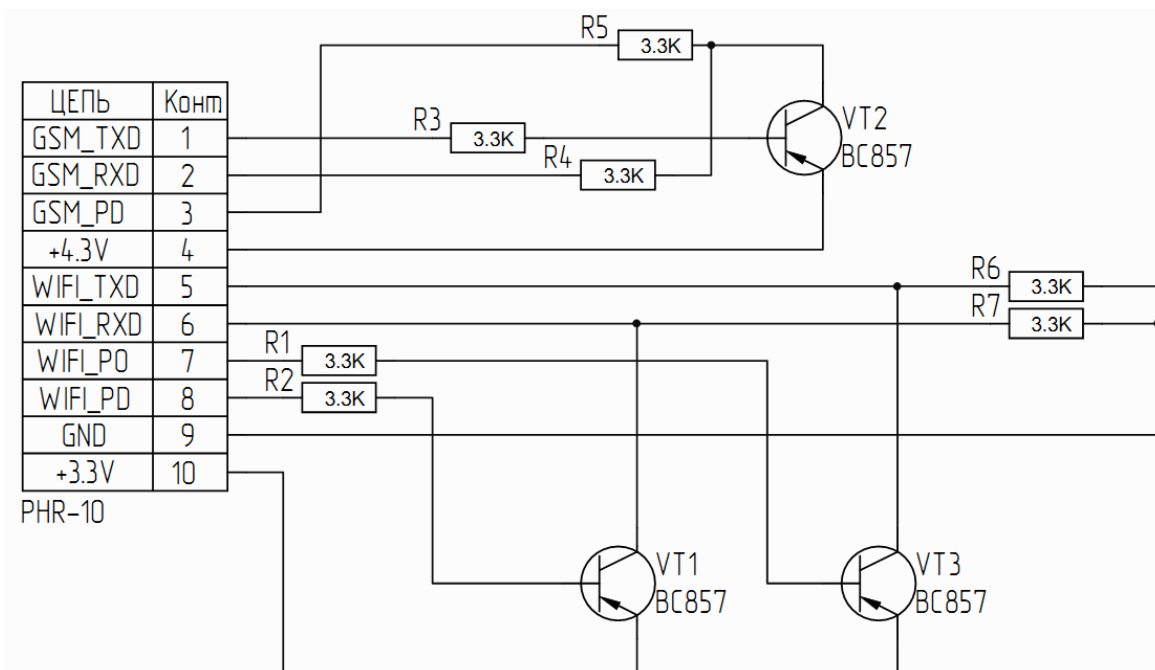 R5 3.3K
ЦЕПЬ Конт
GSM_TXD 1
R3 3.3K
VT2
BC857
GSM_RXD 2
R4 3.3K
GSM_PD 3
+4.3V 4
WIFI_TXD 5
R6 3.3K
WIFI_RXD 6
R7 3.3K
WIFI_PO 7
R1 3.3K
WIFI_PD 8
R2 3.3K
GND 9
+3.3V 10
PHR-10
VT1
BC857
VT3
BC857